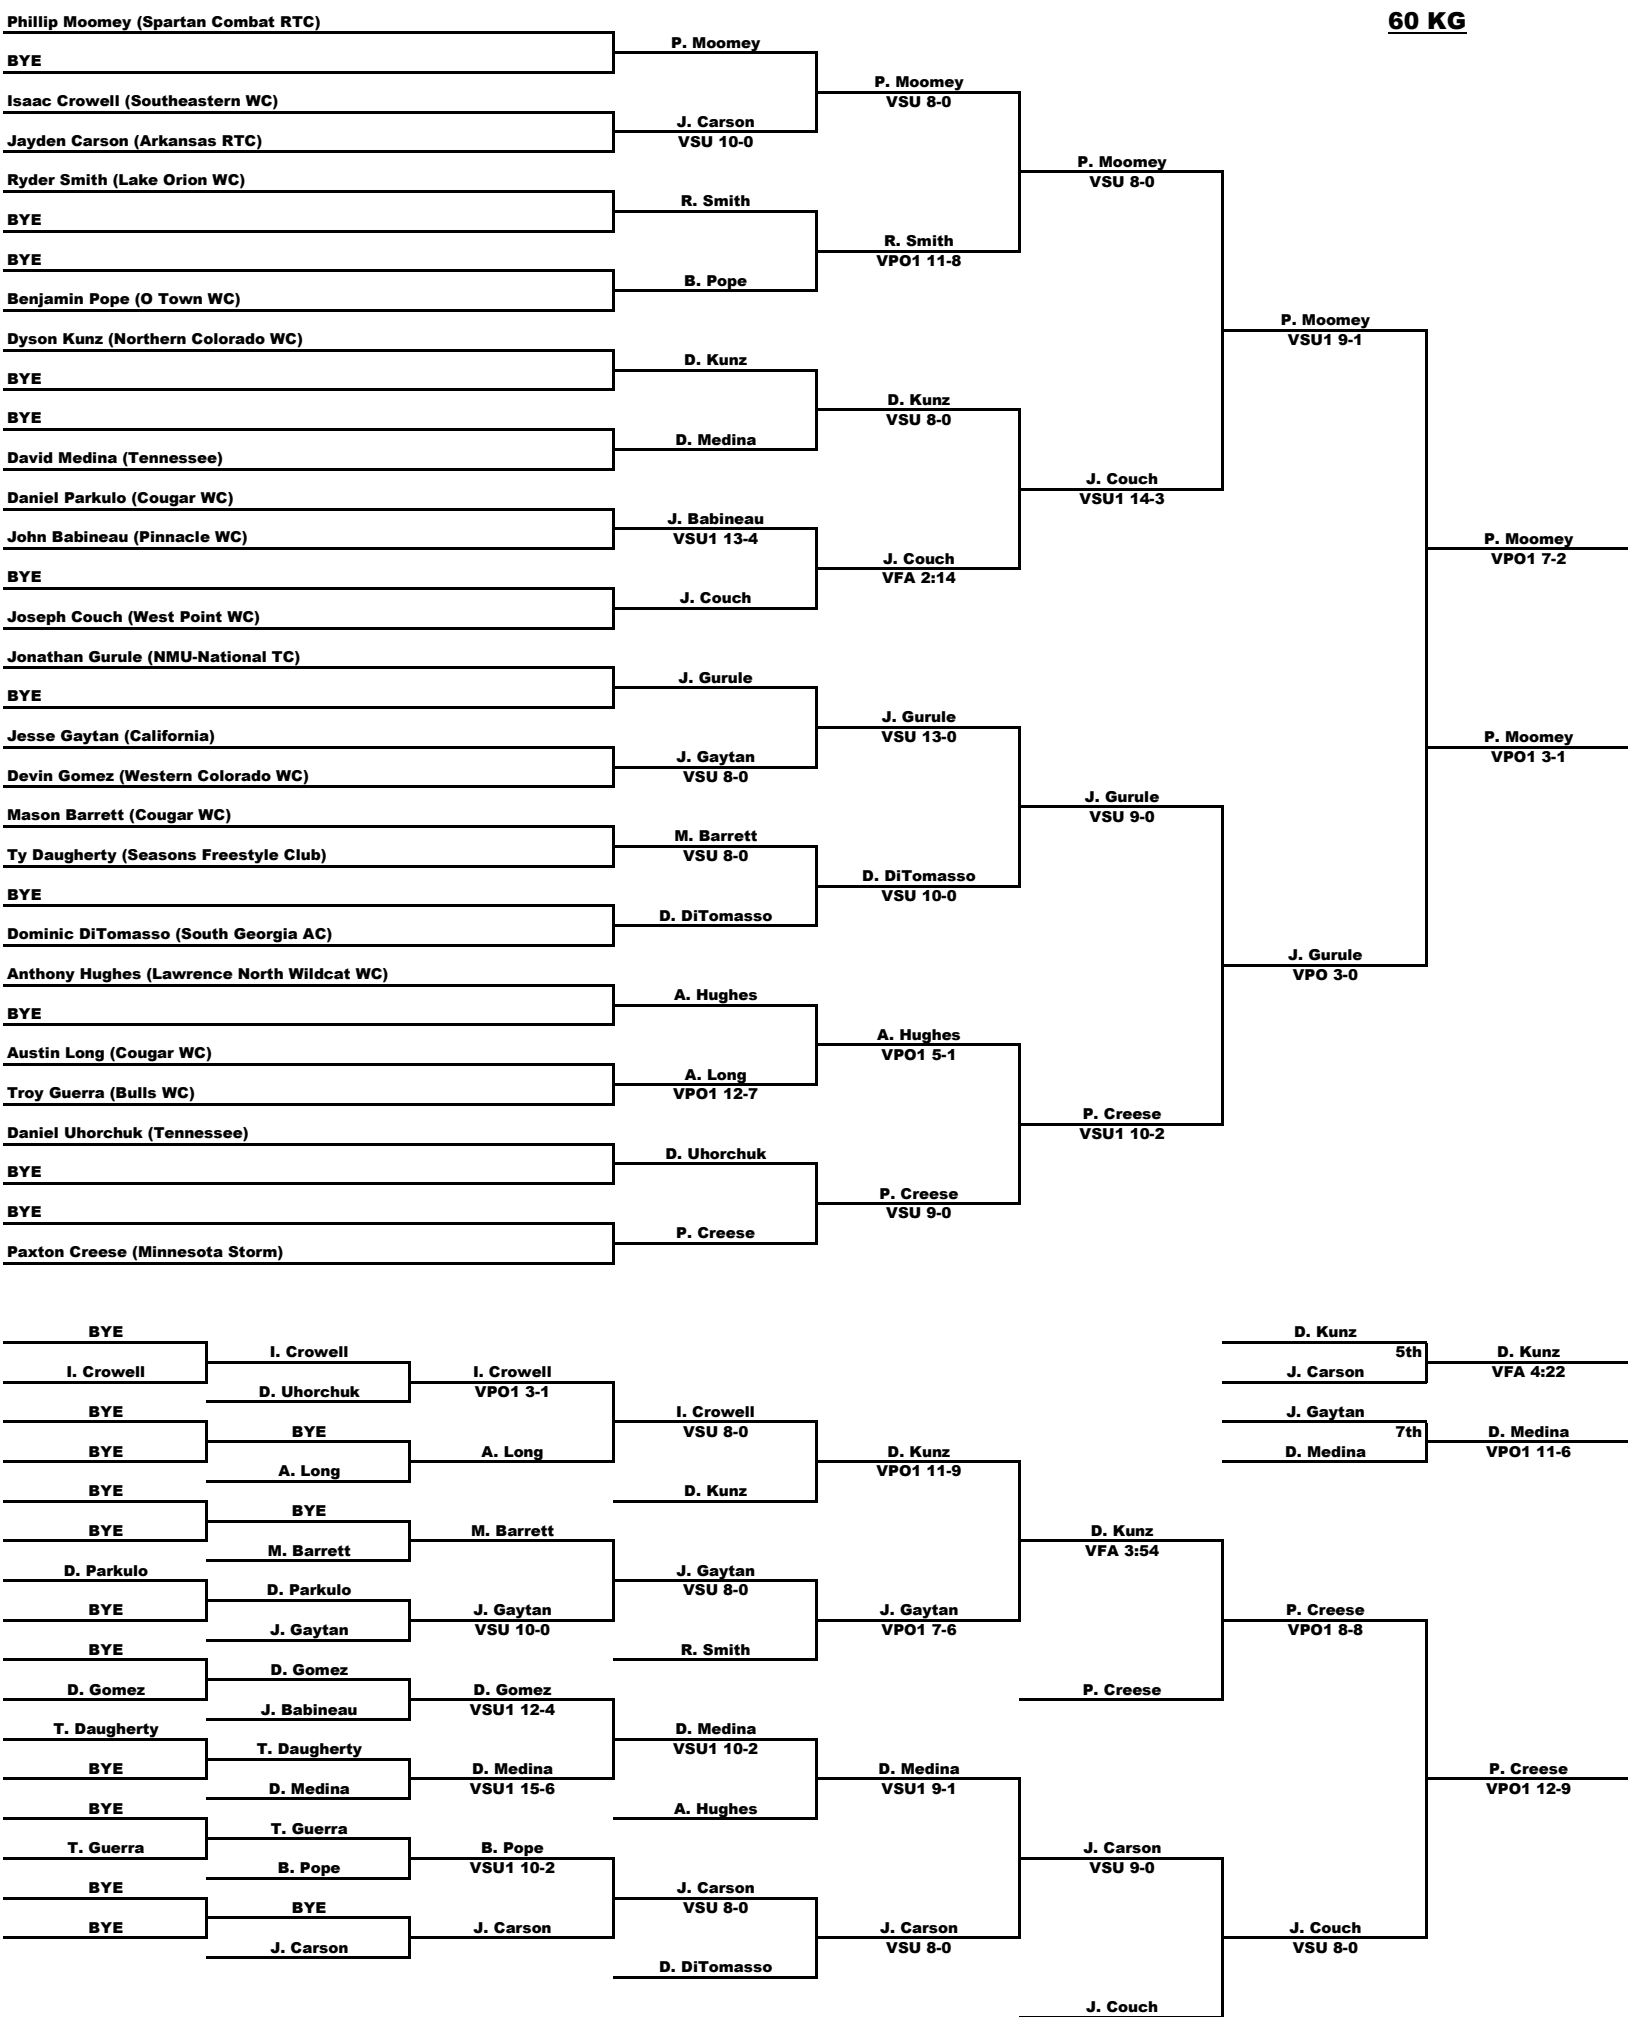 60 KG
Phillip Moomey (Spartan Combat RTC)
BYE
Isaac Crowell (Southeastern WC)
Jayden Carson (Arkansas RTC)
Ryder Smith (Lake Orion WC)
BYE
BYE
Benjamin Pope (O Town WC)
Dyson Kunz (Northern Colorado WC)
BYE
BYE
David Medina (Tennessee)
Daniel Parkulo (Cougar WC)
John Babineau (Pinnacle WC)
BYE
Joseph Couch (West Point WC)
Jonathan Gurule (NMU-National TC)
BYE
Jesse Gaytan (California)
Devin Gomez (Western Colorado WC)
Mason Barrett (Cougar WC)
Ty Daugherty (Seasons Freestyle Club)
BYE
Dominic DiTomasso (South Georgia AC)
Anthony Hughes (Lawrence North Wildcat WC)
BYE
Austin Long (Cougar WC)
Troy Guerra (Bulls WC)
Daniel Uhorchuk (Tennessee)
BYE
BYE
Paxton Creese (Minnesota Storm)
P. Moomey
J. Carson
VSU 10-0
R. Smith
B. Pope
D. Kunz
D. Medina
J. Babineau
VSU1 13-4
J. Couch
J. Gurule
J. Gaytan
VSU 8-0
M. Barrett
VSU 8-0
D. DiTomasso
A. Hughes
A. Long
VPO1 12-7
D. Uhorchuk
P. Creese
P. Moomey
VSU 8-0
R. Smith
VPO1 11-8
D. Kunz
VSU 8-0
J. Couch
VFA 2:14
J. Gurule
VSU 13-0
D. DiTomasso
VSU 10-0
A. Hughes
VPO1 5-1
P. Creese
VSU 9-0
P. Moomey
VSU 8-0
J. Couch
VSU1 14-3
J. Gurule
VSU 9-0
P. Creese
VSU1 10-2
P. Moomey
VSU1 9-1
J. Gurule
VPO 3-0
P. Moomey
VPO1 7-2
P. Moomey
VPO1 3-1
BYE
I. Crowell
BYE
BYE
BYE
BYE
D. Parkulo
BYE
BYE
D. Gomez
T. Daugherty
BYE
BYE
T. Guerra
BYE
BYE
I. Crowell
D. Uhorchuk
BYE
A. Long
BYE
M. Barrett
D. Parkulo
J. Gaytan
D. Gomez
J. Babineau
T. Daugherty
D. Medina
T. Guerra
B. Pope
BYE
J. Carson
I. Crowell
VPO1 3-1
A. Long
M. Barrett
J. Gaytan
VSU 10-0
D. Gomez
VSU1 12-4
D. Medina
VSU1 15-6
B. Pope
VSU1 10-2
J. Carson
I. Crowell
VSU 8-0
D. Kunz
J. Gaytan
VSU 8-0
R. Smith
D. Medina
VSU1 10-2
A. Hughes
J. Carson
VSU 8-0
D. DiTomasso
D. Kunz
VPO1 11-9
J. Gaytan
VPO1 7-6
D. Medina
VSU1 9-1
J. Carson
VSU 8-0
D. Kunz
VFA 3:54
P. Creese
J. Carson
VSU 9-0
J. Couch
P. Creese
VPO1 8-8
J. Couch
VSU 8-0
P. Creese
VPO1 12-9
D. Kunz
5th
J. Carson
D. Kunz
VFA 4:22
J. Gaytan
7th
D. Medina
D. Medina
VPO1 11-6